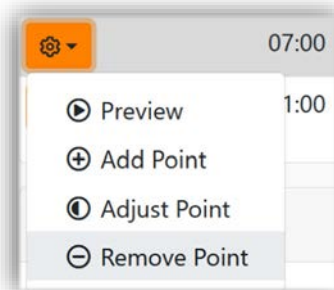 07:00
Preview
1:00
Add Point
Adjust Point
Remove Point